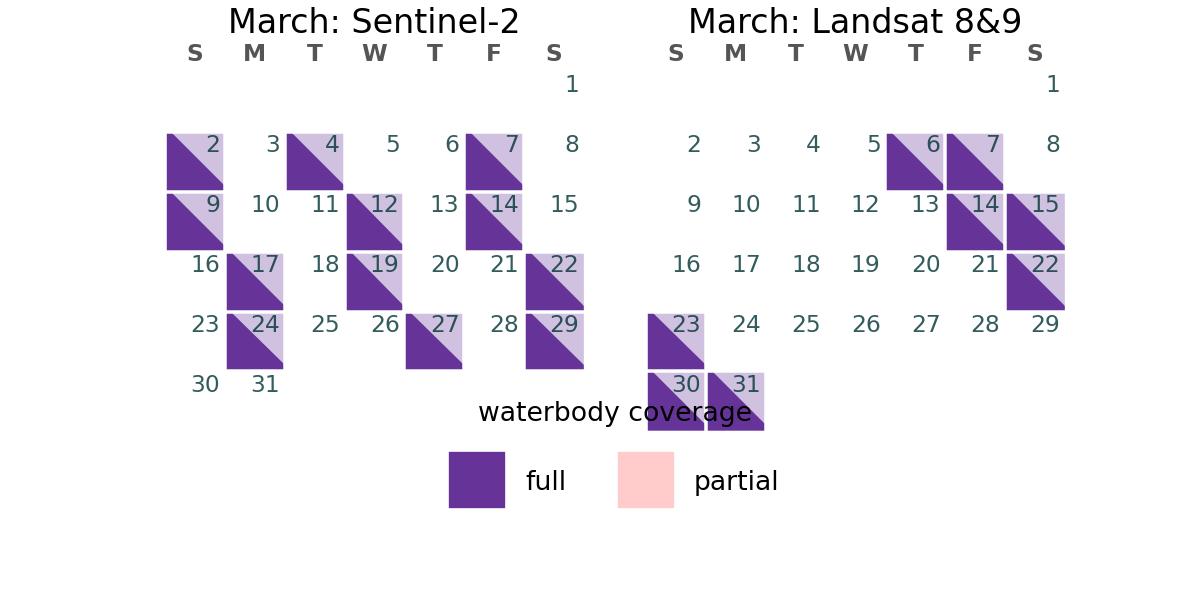 March: Sentinel-2
S M T W T F S
1
2 3 4 5 6 7 8
9 10 11 12 13 14 15
16 17 18 19 20 21 22
23 24 25 26 27 28 29
30 31
March: Landsat 8&9
S M T W T F S
1
2 3 4 5 6 7 8
9 10 11 12 13 14 15
16 17 18 19 20 21 22
23 24 25 26 27 28 29
30 31
waterbody coverage
full partial